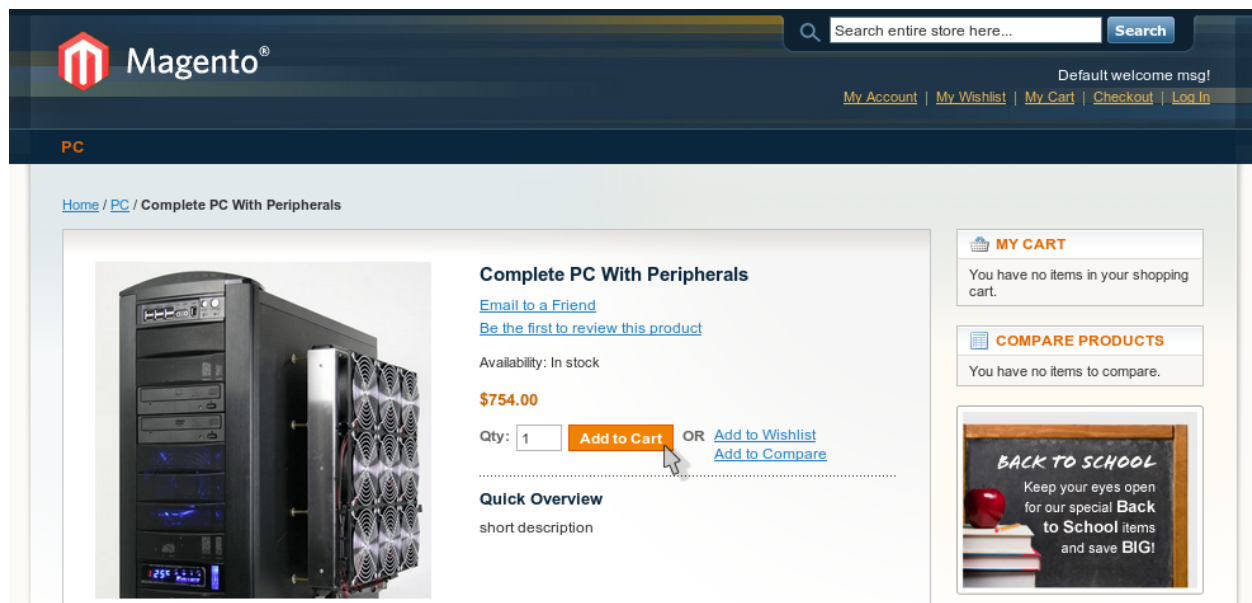 Magento®
Search entire store here...
Search
Default welcome msg!
My Account | My Wishlist | My Cart | Checkout | Log In
PC
Home / PC / Complete PC With Peripherals
Complete PC With Peripherals
Email to a Friend
Be the first to review this product
Availability: In stock
$754.00
Qty: 1 Add to Cart OR Add to Wishlist
Add to Compare
Quick Overview
short description
MY CART
You have no items in your shopping
cart.
COMPARE PRODUCTS
You have no items to compare.
BACK TO SCHOOL
Keep your eyes open
for our special Back
to School items
and save BIG!